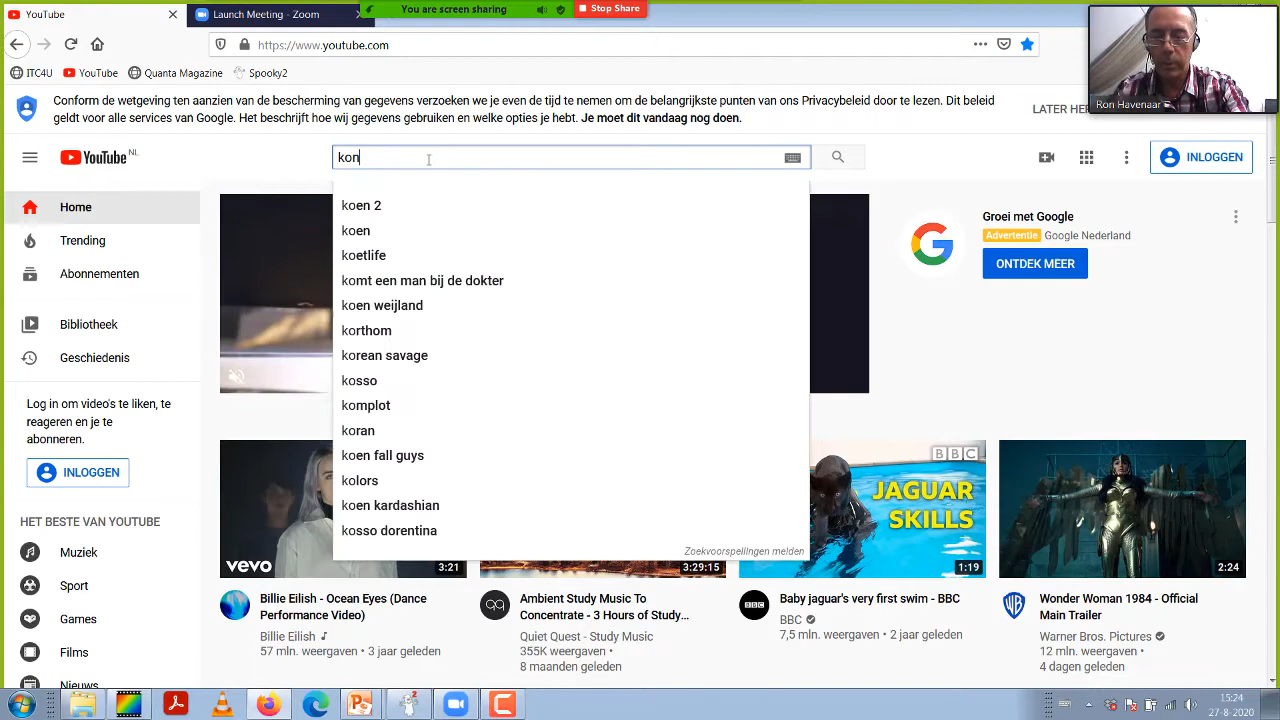 YouTube
Launch Meeting - Zoom
You are screen sharing
Stop Share
https://www.youtube.com
ITC4U YouTube Quanta Magazine Spooky2
Ron Havenaar
Conform de wetgeving ten aanzien van de bescherming van gegevens verzoeken we je even de tijd te nemen om de belangrijkste punten van ons Privacybeleid door te lezen. Dit beleid
geldt voor alle services van Google. Het beschrijft hoe wij gegevens gebruiken en welke opties je hebt. Je moet dit vandaag nog doen.
LATER
YouTube NL
kon
INLOGGEN
koen 2
koen
koetlife
komt een man bij de dokter
koen weijland
korthom
korean savage
kosso
komplot
koran
koen fall guys
kolors
koen kardashian
kosso dorentina
Zoekvoorspellingen melden
Home
Trending
Abonnementen
Bibliotheek
Geschiedenis
Log in om video's te liken, te
reageren en je te
abonneren.
INLOGGEN
HET BESTE VAN YOUTUBE
Muziek
Sport
Games
Films
Nieuws
Groei met Google
Advertentie Google Nederland
ONTDEK MEER
vevo
3:21
Billie Eilish - Ocean Eyes (Dance
Performance Video)
Billie Eilish
57 mln. weergaven • 3 jaar geleden
3:29:15
Ambient Study Music To
Concentrate - 3 Hours of Study...
Quiet Quest - Study Music
355K weergaven •
8 maanden geleden
BBC
JAGUAR
SKILLS
1:19
BBC
Baby jaguar's very first swim - BBC
BBC
7,5 mln. weergaven • 2 jaar geleden
2:24
Wonder Woman 1984 - Official
Main Trailer
Warner Bros. Pictures
12 mln. weergaven •
4 dagen geleden
15:24
27-8-2020